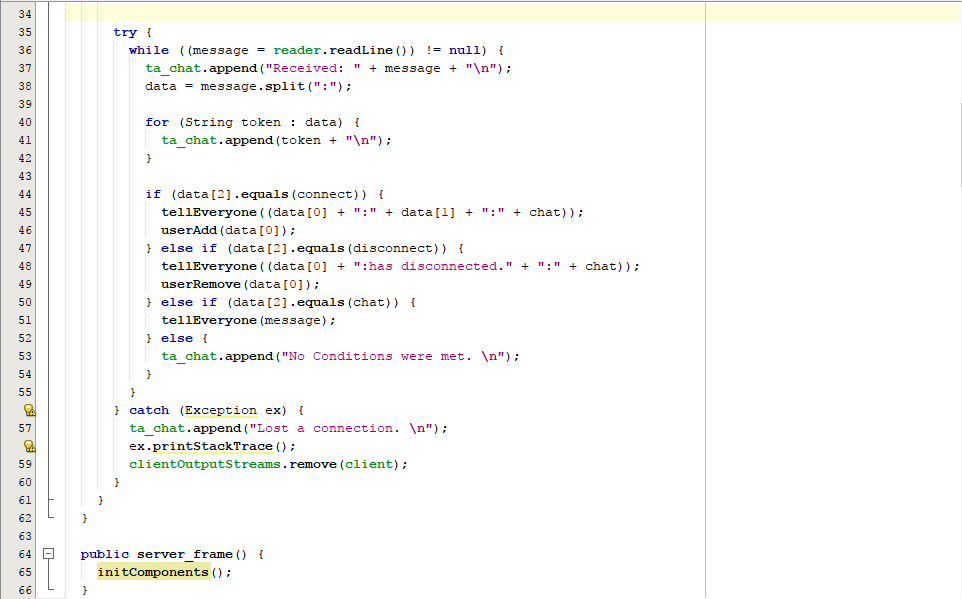 34
35 try {
36 while ((message = reader.readLine()) != null) {
37 ta_chat.append("Received: " + message + "\n");
38 data = message.split(":");
39
40 for (String token : data) {
41 ta_chat.append(token + "\n");
42 }
43
44 if (data[2].equals(connect)) {
45 tellEveryone((data[0] + ":" + data[1] + ":" + chat));
46 userAdd(data[0]);
47 } else if (data[2].equals(disconnect)) {
48 tellEveryone((data[0] + ":has disconnected." + ":" + chat));
49 userRemove(data[0]);
50 } else if (data[2].equals(chat)) {
51 tellEveryone(message);
52 } else {
53 ta_chat.append("No Conditions were met. \n");
54 }
55 }
} catch (Exception ex) {
57 ta_chat.append("Lost a connection. \n");
ex.printStackTrace();
59 clientOutputStreams.remove(client);
60 }
61 }
62 }
63
64 public server_frame() {
65 initComponents();
66 }